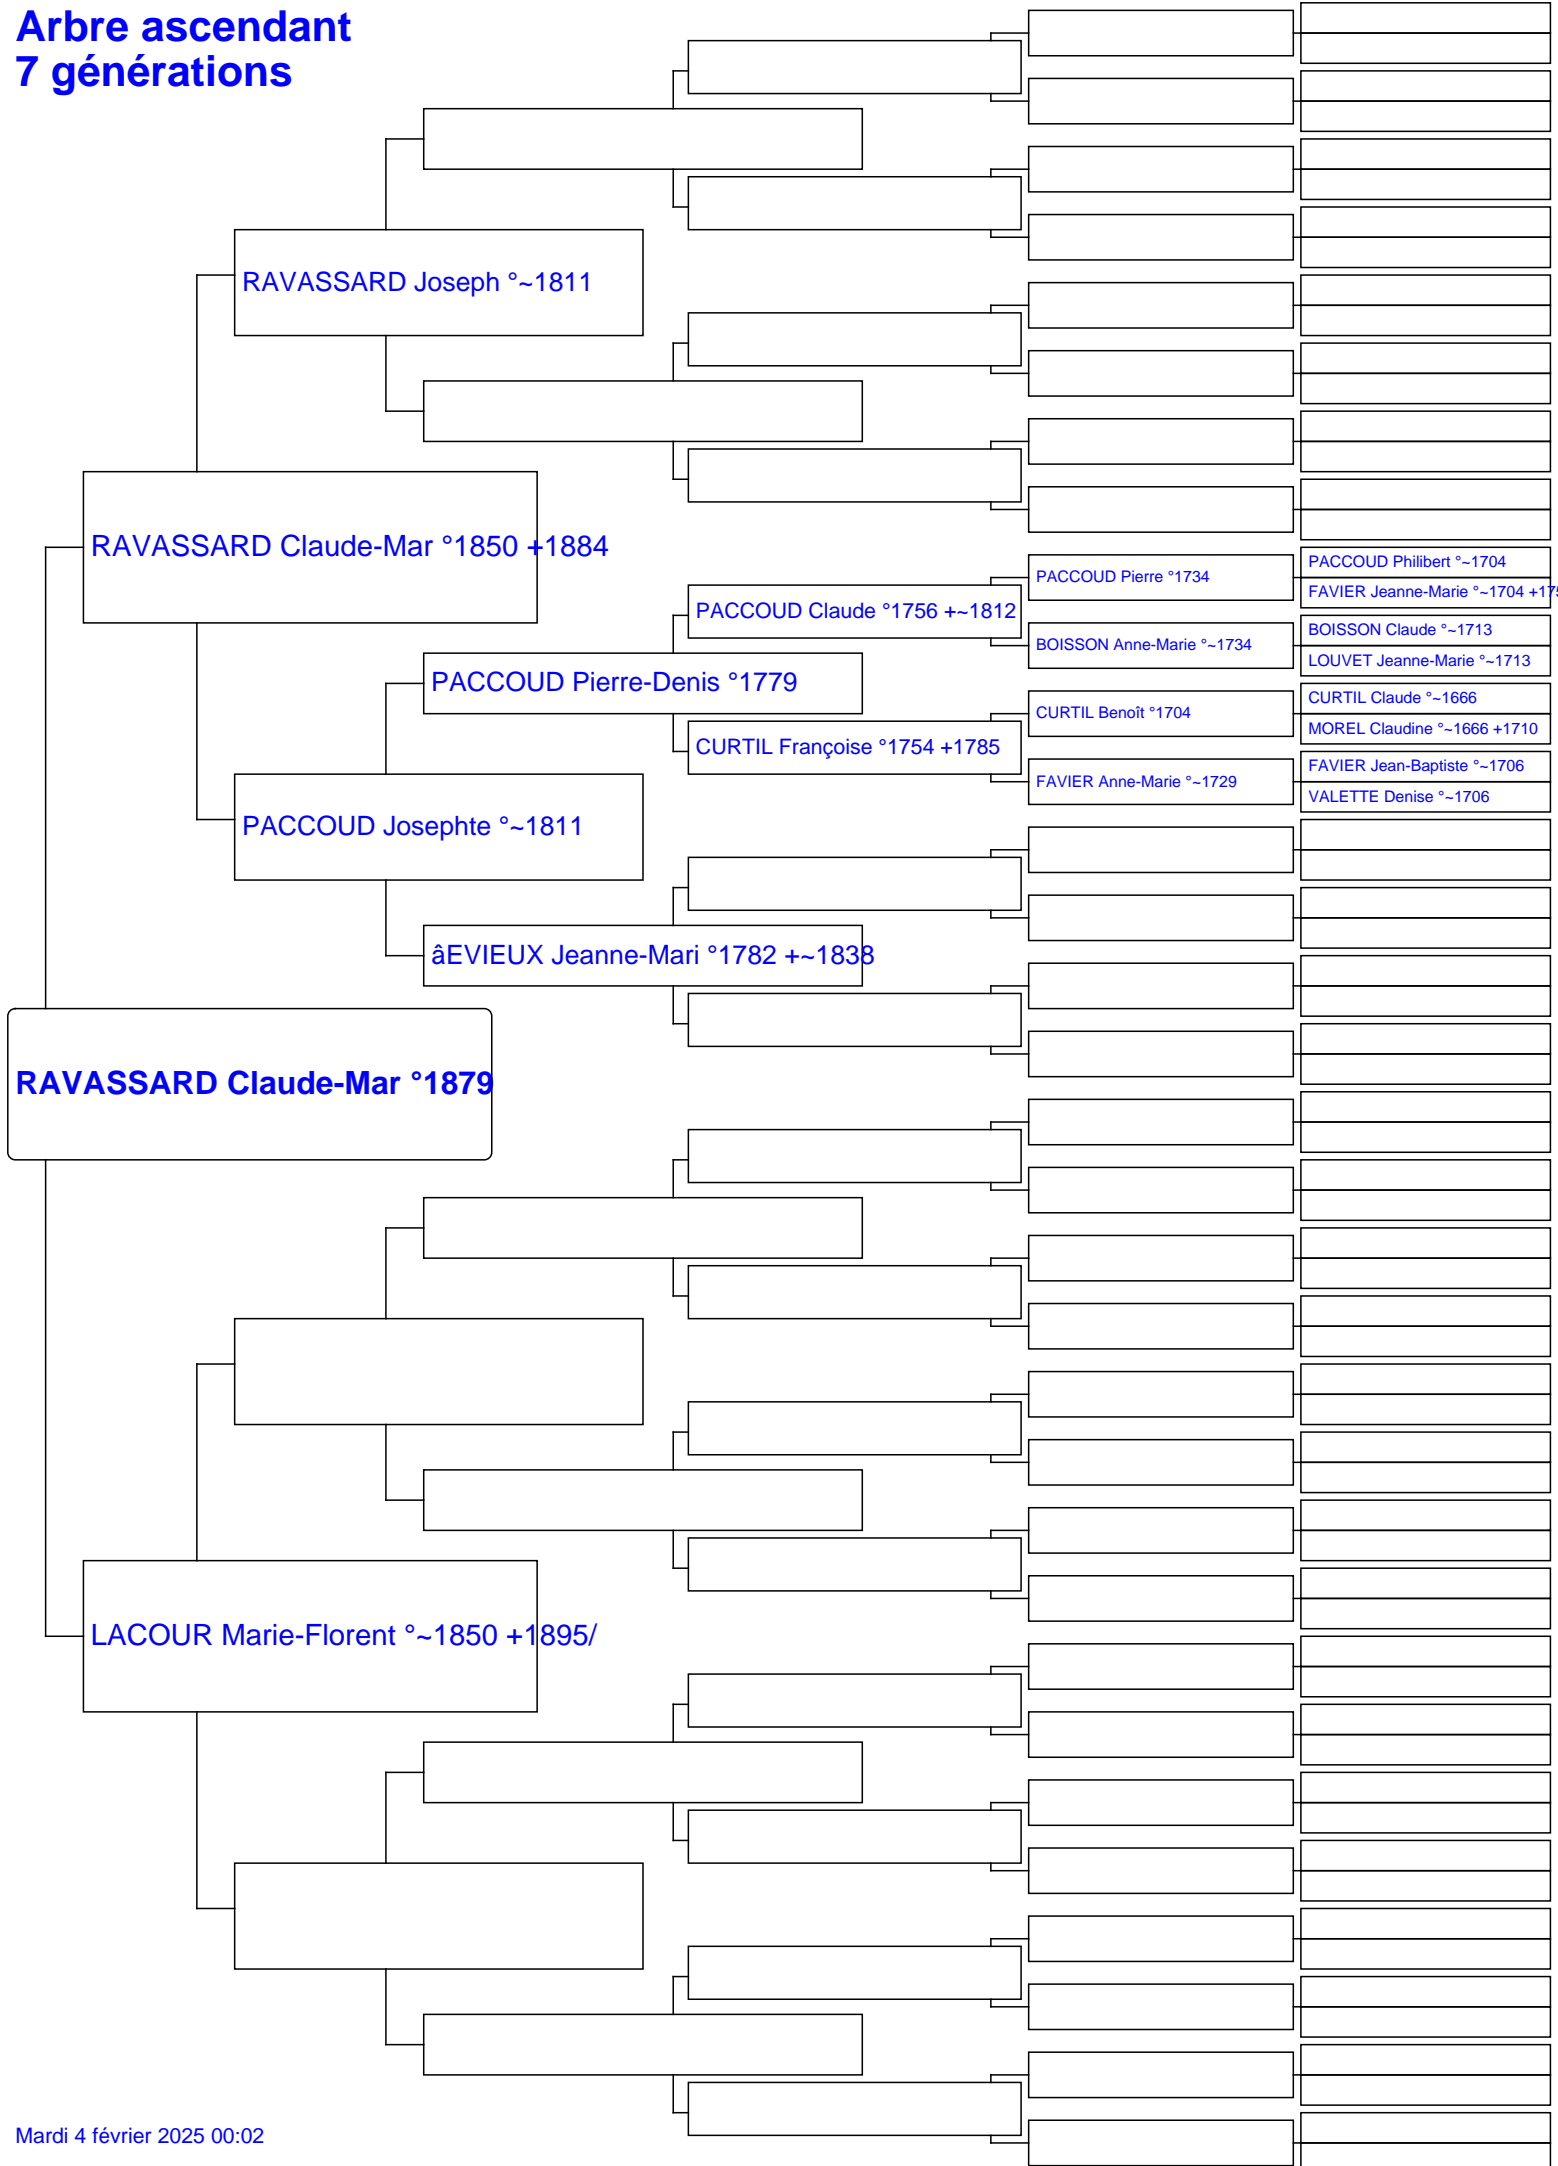 Arbre ascendant
7 générations
RAVASSARD Joseph °~1811
RAVASSARD Claude-Mar °1850 +1884
PACCOUD Pierre °1734
PACCOUD Philibert °~1704
FAVIER Jeanne-Marie °~1704 +175
PACCOUD Claude °1756 +~1812
BOISSON Anne-Marie °~1734
BOISSON Claude °~1713
LOUVET Jeanne-Marie °~1713
PACCOUD Pierre-Denis °1779
CURTIL Benoît °1704
CURTIL Claude °~1666
MOREL Claudine °~1666 +1710
CURTIL Françoise °1754 +1785
FAVIER Anne-Marie °~1729
FAVIER Jean-Baptiste °~1706
VALETTE Denise °~1706
PACCOUD Josephte °~1811
âEVIEUX Jeanne-Mari °1782 +~1838
RAVASSARD Claude-Mar °1879
LACOUR Marie-Florent °~1850 +1895/
Mardi 4 février 2025 00:02